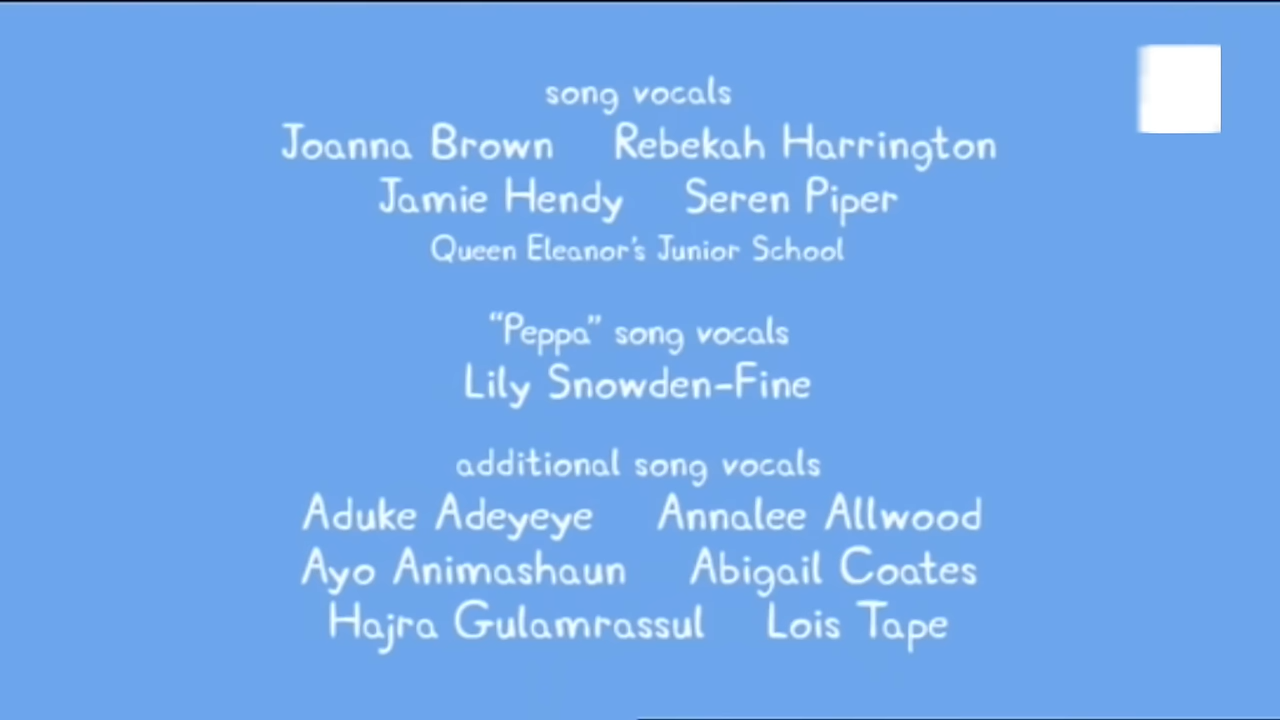 song vocals
Joanna Brown Rebekah Harrington
Jamie Hendy Seren Piper
Queen Eleanor's Junior School
“Peppa” song vocals
Lily Snowden-Fine
additional song vocals
Aduke Adeyeye Annalee Allwood
Ayo Animashaun Abigail Coates
Hajra Gulamrassul Lois Tape